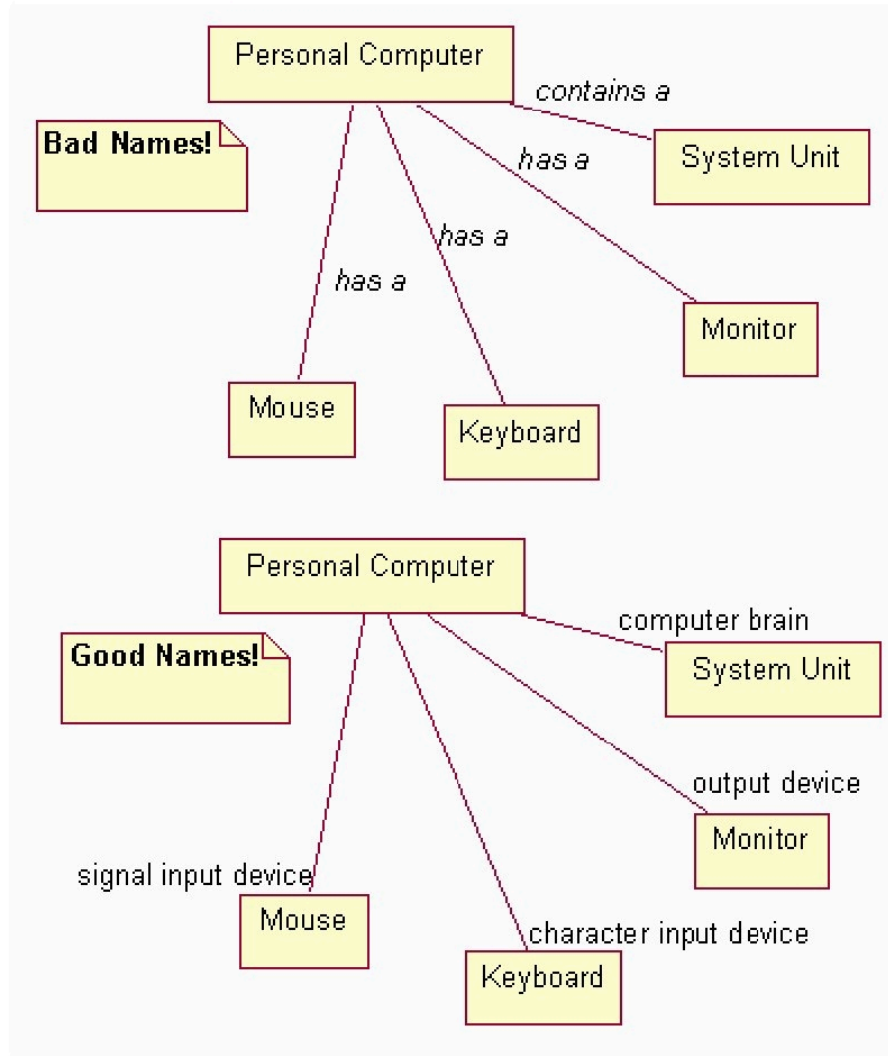 Personal Computer
contains a
Bad Names!
has a
System Unit
has a
has a
Monitor
Mouse
Keyboard
Personal Computer
computer brain
Good Names!
System Unit
output device
Monitor
signal input device
Mouse
character input device
Keyboard